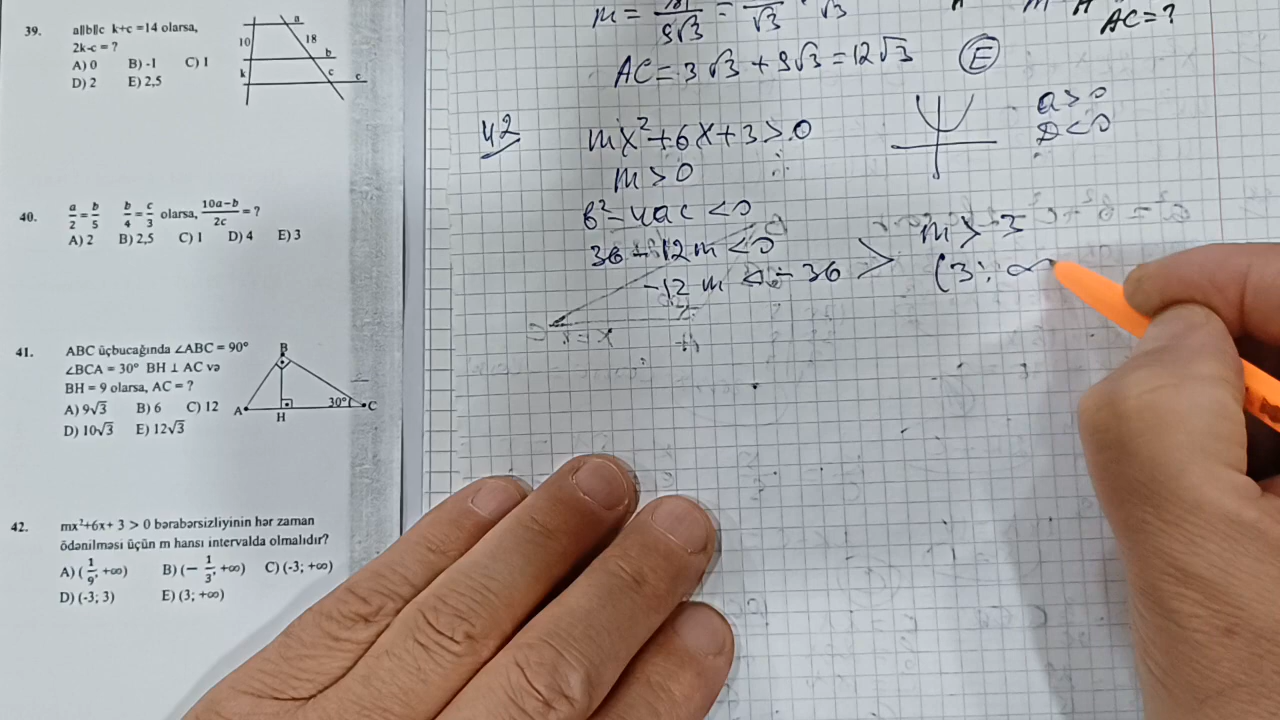 39. a||b||c k+c =14 olarsa,
2k-c = ?
A) 0 B) -1 C) 1
D) 2 E) 2,5
a
10
18
b
k
c
c
40. a/2 = b/5 b/4 = c/3 olarsa, 10a-b/2c = ?
A) 2 B) 2,5 C) 1 D) 4 E) 3
41. ABC üçbucağında ∠ABC = 90°
∠BCA = 30° BH ⊥ AC və
BH = 9 olarsa, AC = ?
A) 9√3 B) 6 C) 12
D) 10√3 E) 12√3
B
A
H
30°
C
42. mx²+6x+ 3 > 0 bərabərsizliyinin hər zaman
ödənilməsi üçün m hansı intervalda olmalıdır?
A) (1/9, +∞) B) (− 1/3, +∞) C) (-3; +∞)
D) (-3; 3) E) (3; +∞)
AC=?
AC= 3√3 + 9√3 = 12√3 E
42 mx²+6x+3>0
a>0
D<0
m>0
b²-4ac<0
36-12m<0
-12m<-36
m>3
(3; ∞